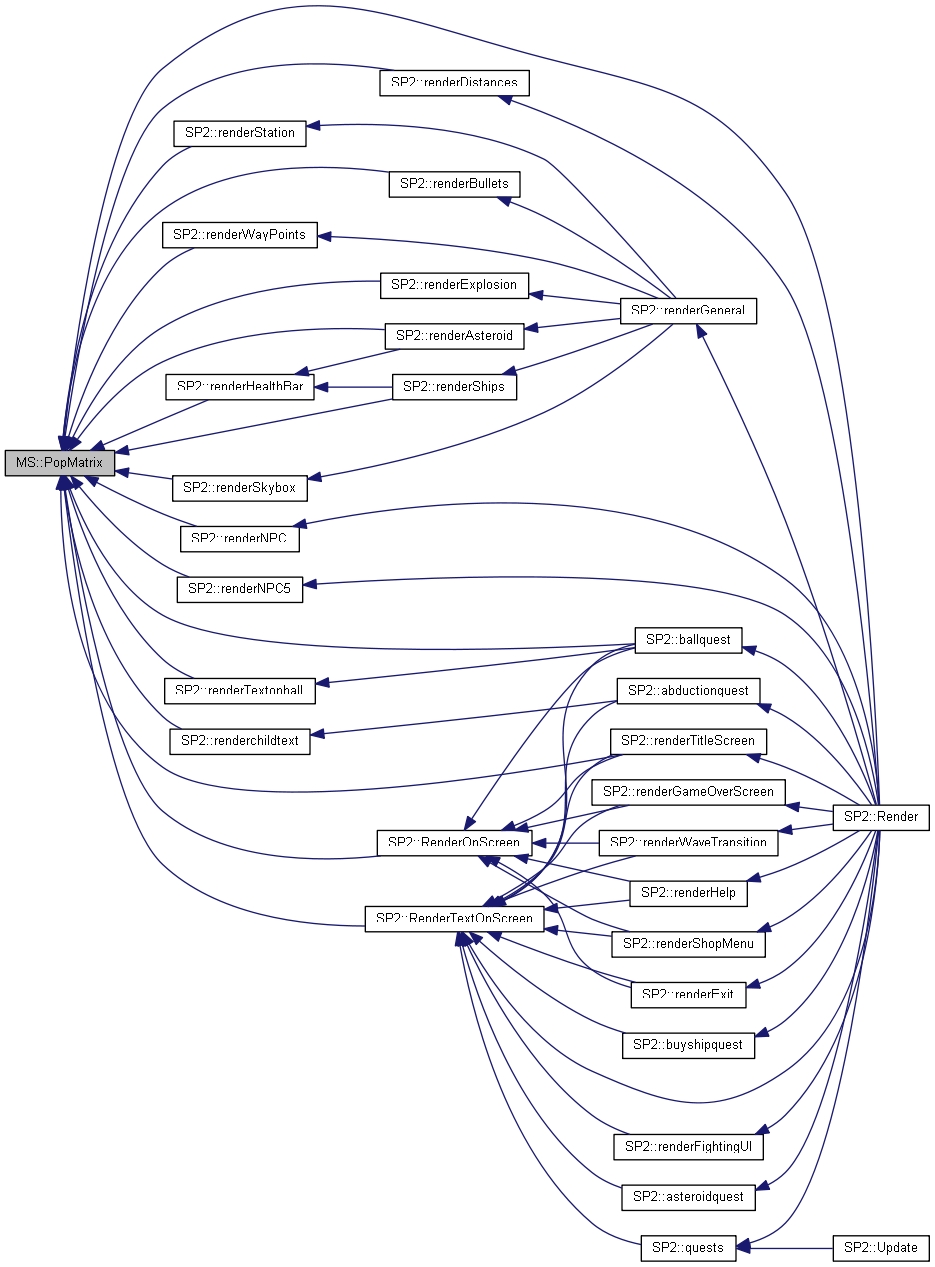 SP2::renderDistances
SP2::renderStation
SP2::renderBullets
SP2::renderWayPoints
SP2::renderExplosion
SP2::renderGeneral
SP2::renderAsteroid
SP2::renderHealthBar
SP2::renderShips
MS::PopMatrix
SP2::renderSkybox
SP2::renderNPC
SP2::renderNPC5
SP2::ballquest
SP2::renderTextonball
SP2::abductionquest
SP2::renderchildtext
SP2::renderTitleScreen
SP2::renderGameOverScreen
SP2::Render
SP2::RenderOnScreen
SP2::renderWaveTransition
SP2::renderHelp
SP2::RenderTextOnScreen
SP2::renderShopMenu
SP2::renderExit
SP2::buyshipquest
SP2::renderFightingUI
SP2::asteroidquest
SP2::quests
SP2::Update